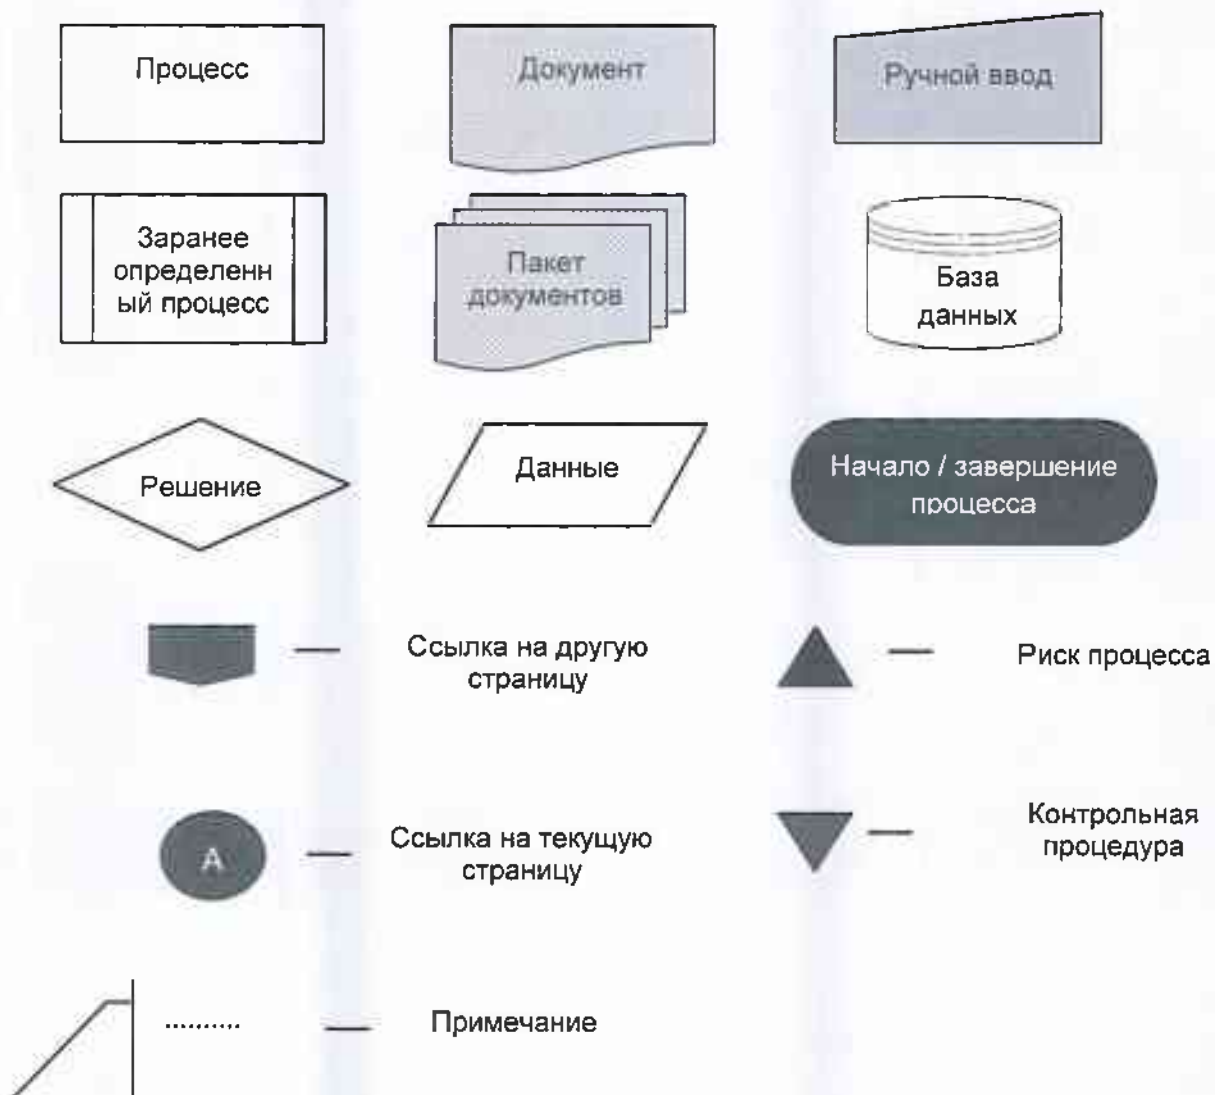 Процесс
Документ
Ручной ввод
Заранее
определенн
ый процесс
Пакет
документов
База
данных
Решение
Данные
Начало / завершение
процесса
Ссылка на другую
страницу
Риск процесса
А
Ссылка на текущую
страницу
Контрольная
процедура
Примечание